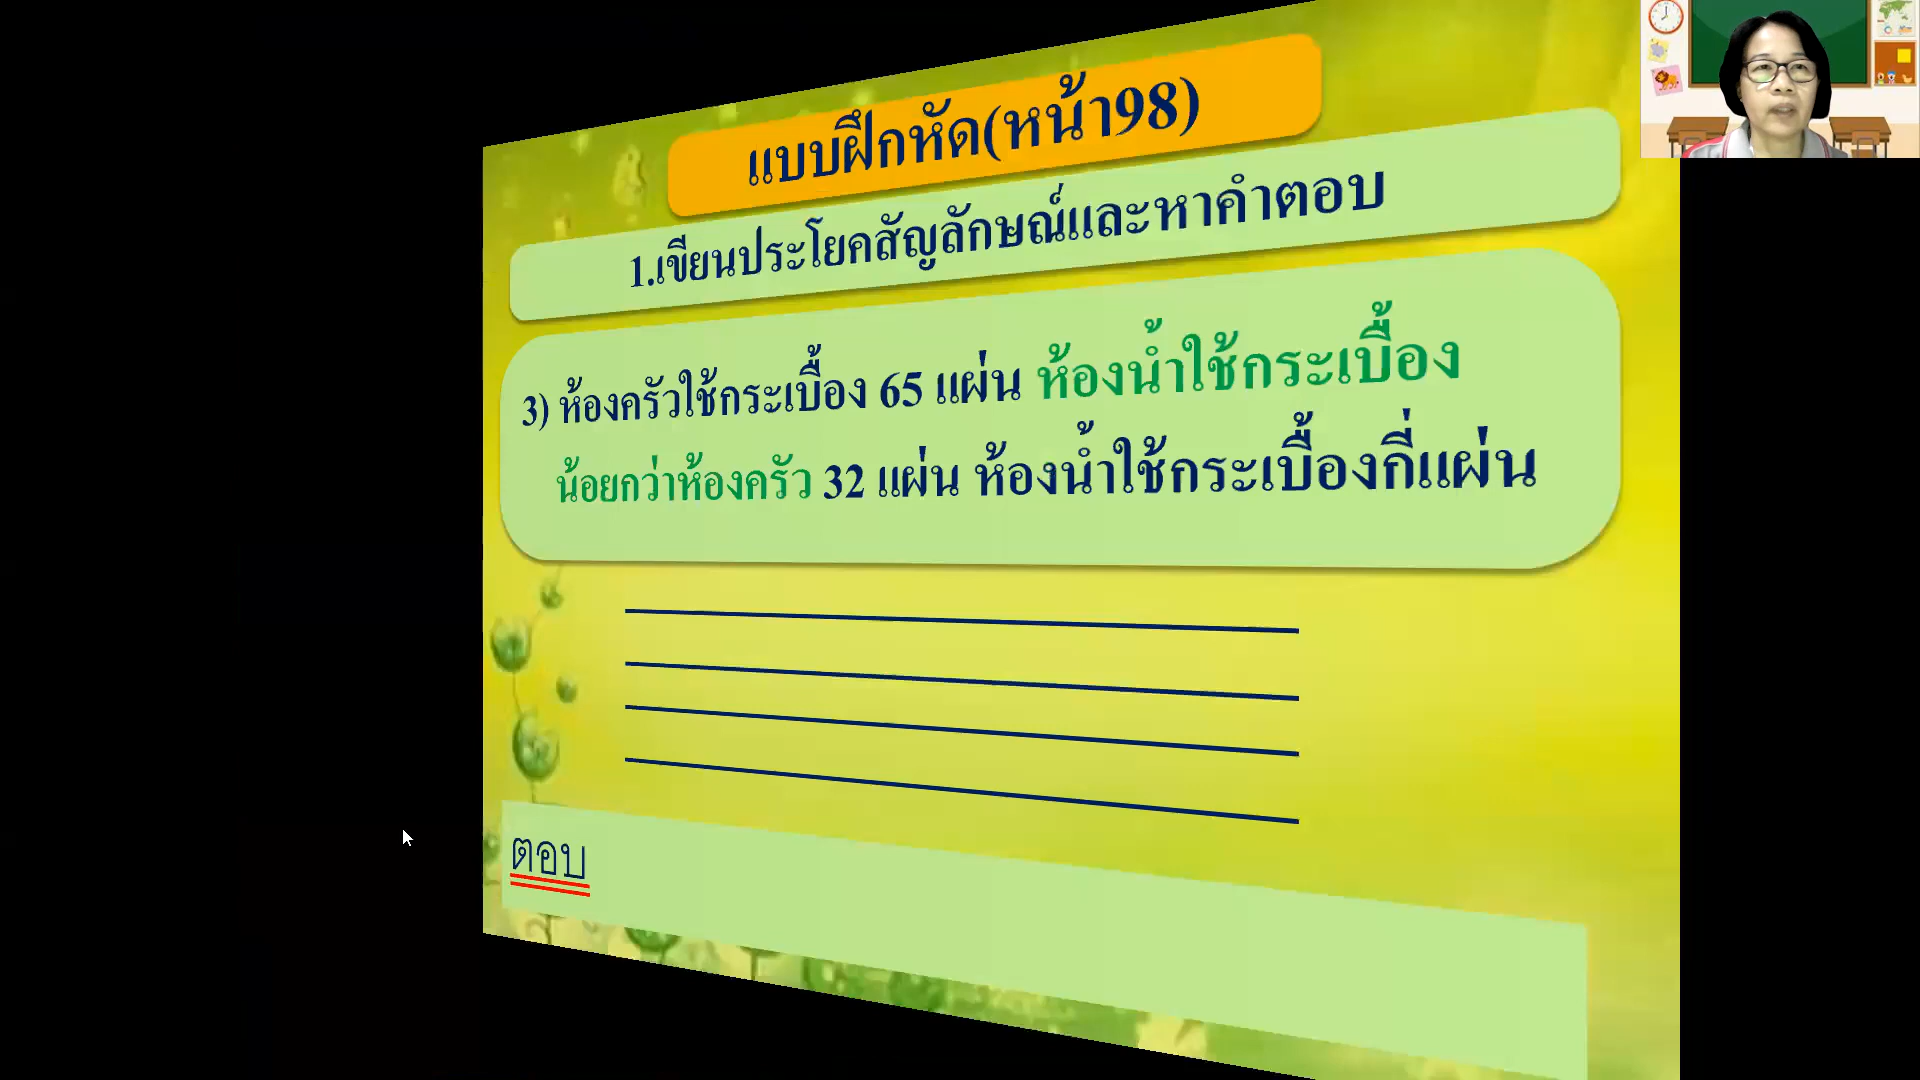 แบบฝึกหัด(หน้า98)
1.เขียนประโยคสัญลักษณ์และหาคำตอบ
3) ห้องครัวใช้กระเบื้อง 65 แผ่น ห้องน้ำใช้กระเบื้อง
น้อยกว่าห้องครัว 32 แผ่น ห้องน้ำใช้กระเบื้องกี่แผ่น
ตอบ